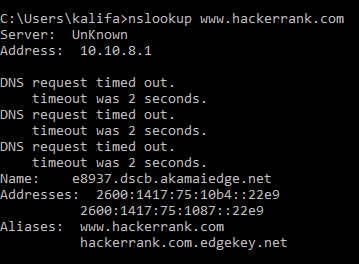 C:\Users\kalifa>nslookup www.hackerrank.com
Server:  UnKnown
Address:  10.10.8.1
DNS request timed out.
    timeout was 2 seconds.
DNS request timed out.
    timeout was 2 seconds.
DNS request timed out.
    timeout was 2 seconds.
Name:    e8937.dscb.akamaiedge.net
Addresses:  2600:1417:75:10b4::22e9
          2600:1417:75:1087::22e9
Aliases:  www.hackerrank.com
          hackerrank.com.edgekey.net